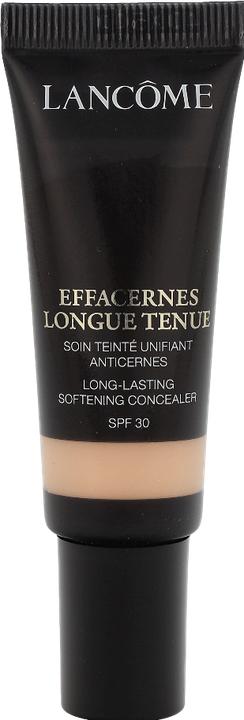 LANCÔME
EFFACERNES
LONGUE TENUE
SOIN TEINTÉ UNIFIANT
ANTICERNES
LONG-LASTING
SOFTENING CONCEALER
SPF 30